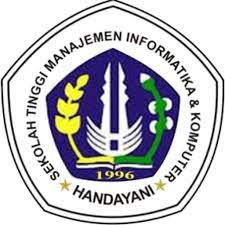 SEKOLAH TINGGI MANAJEMEN INFORMATIKA & KOMPUTER
1996
HANDAYANI